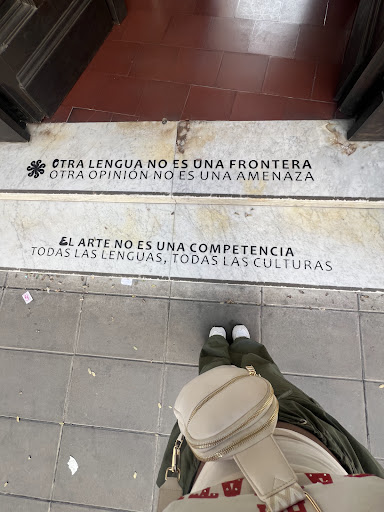 OTRA LENGUA NO ES UNA FRONTERA
OTRA OPINIÓN NO ES UNA AMENAZA
EL ARTE NO ES UNA COMPETENCIA
TODAS LAS LENGUAS, TODAS LAS CULTURAS